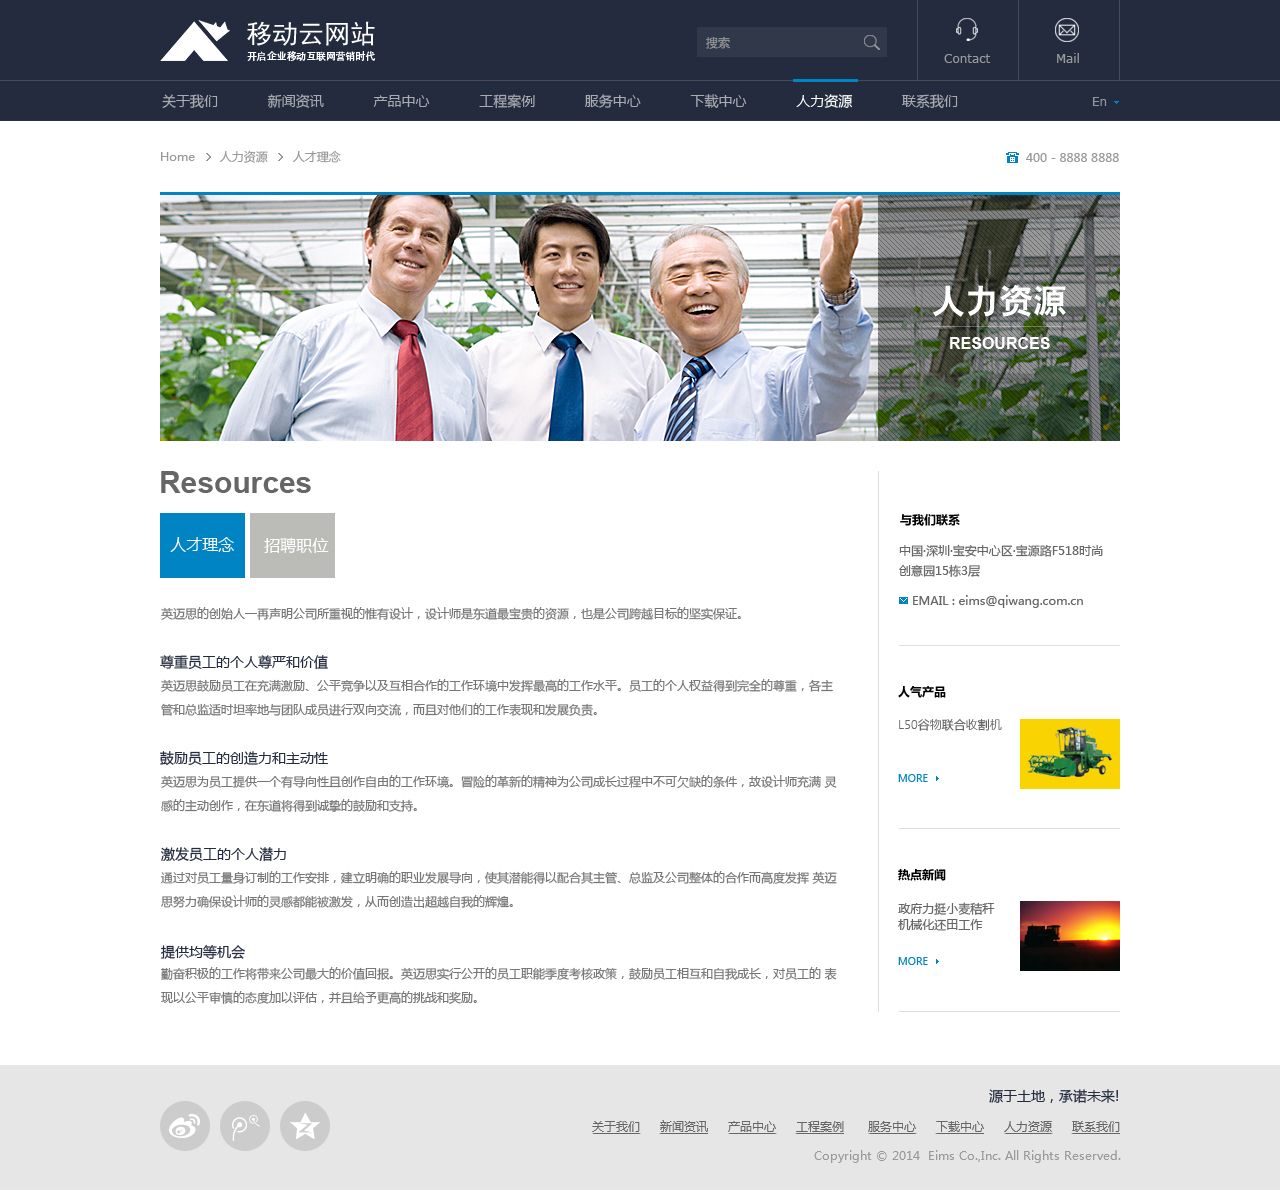 移动云网站
开启企业移动互联网营销时代
搜索
Contact
Mail
关于我们
新闻资讯
产品中心
工程案例
服务中心
下载中心
人力资源
联系我们
En
Home > 人力资源 > 人才理念
400 - 8888 8888
人力资源
RESOURCES
Resources
人才理念
招聘职位
英迈思的创始人一再声明公司所重视的惟有设计，设计师是东道最宝贵的资源，也是公司跨越目标的坚实保证。
尊重员工的个人尊严和价值
英迈思鼓励员工在充满激励、公平竞争以及互相合作的工作环境中发挥最高的工作水平。员工的个人权益得到完全的尊重，各主
管和总监适时坦率地与团队成员进行双向交流，而且对他们的工作表现和发展负责。
鼓励员工的创造力和主动性
英迈思为员工提供一个有导向性且创作自由的工作环境。冒险的革新的精神为公司成长过程中不可欠缺的条件，故设计师充满 灵
感的主动创作，在东道将得到诚挚的鼓励和支持。
激发员工的个人潜力
通过对员工量身订制的工作安排，建立明确的职业发展导向，使其潜能得以配合其主管、总监及公司整体的合作而高度发挥 英迈
思努力确保设计师的灵感都能被激发，从而创造出超越自我的辉煌。
提供均等机会
勤奋积极的工作将带来公司最大的价值回报。英迈思实行公开的员工职能季度考核政策，鼓励员工相互和自我成长，对员工的 表
现以公平审慎的态度加以评估，并且给予更高的挑战和奖励。
与我们联系
中国·深圳·宝安中心区·宝源路F518时尚
创意园15栋3层
EMAIL : eims@qiwang.com.cn
人气产品
L50谷物联合收割机
MORE
热点新闻
政府力挺小麦秸秆
机械化还田工作
MORE
源于土地，承诺未来!
关于我们
新闻资讯
产品中心
工程案例
服务中心
下载中心
人力资源
联系我们
Copyright © 2014 Eims Co.,Inc. All Rights Reserved.